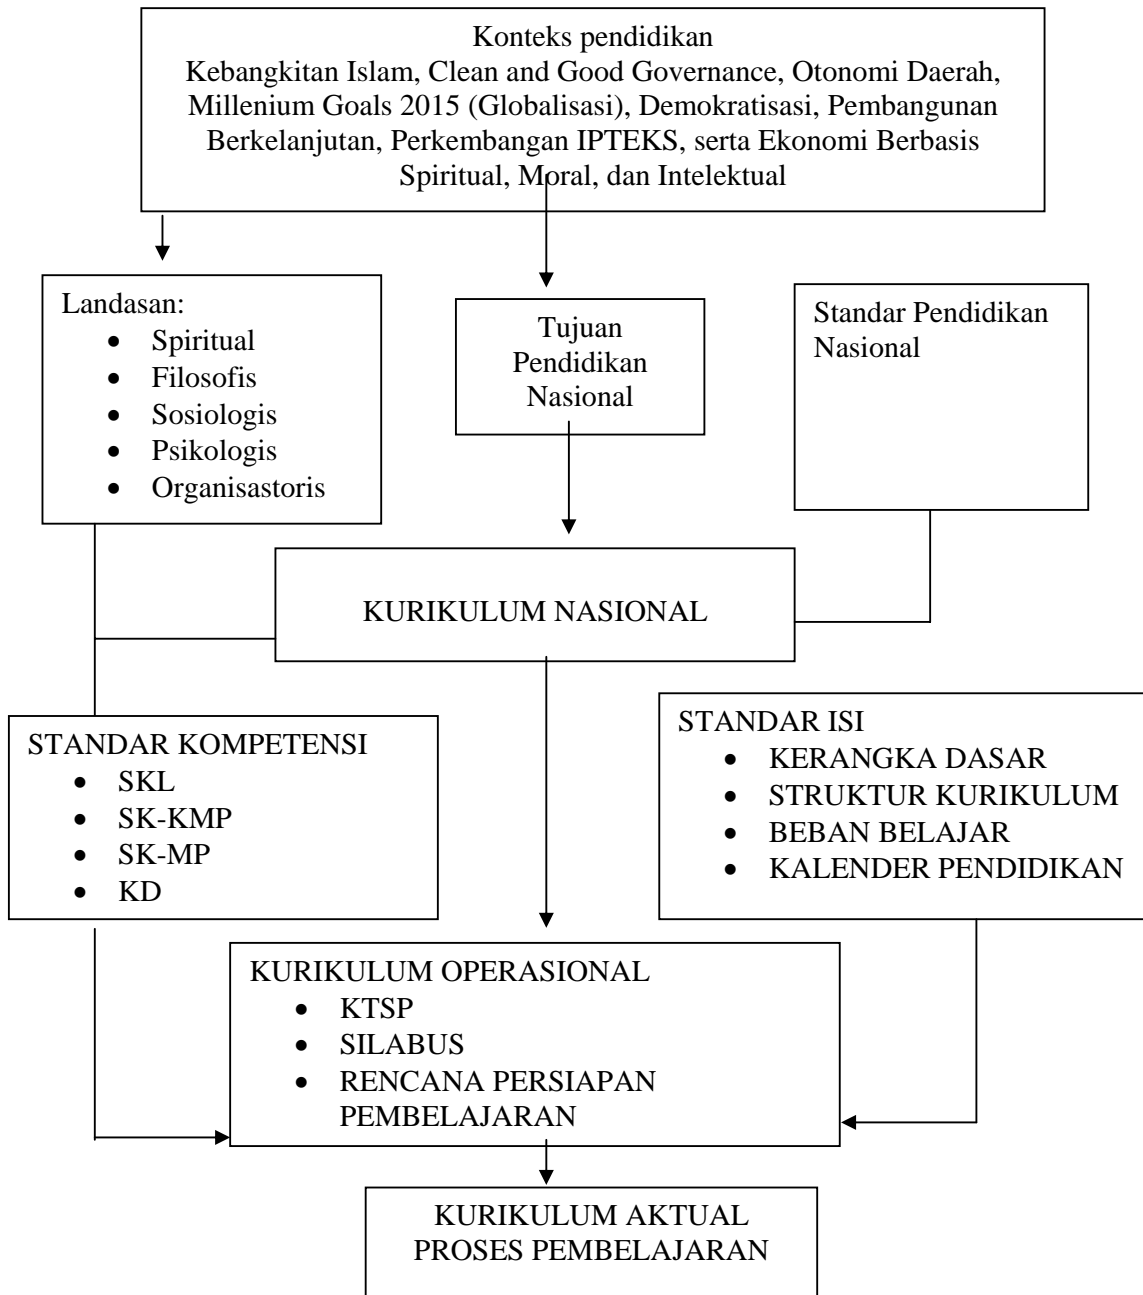 Konteks pendidikan
Kebangkitan Islam, Clean and Good Governance, Otonomi Daerah,
Millenium Goals 2015 (Globalisasi), Demokratisasi, Pembangunan
Berkelanjutan, Perkembangan IPTEKS, serta Ekonomi Berbasis
Spiritual, Moral, dan Intelektual
Landasan:
• Spiritual
• Filosofis
• Sosiologis
• Psikologis
• Organisastoris
Tujuan
Pendidikan
Nasional
Standar Pendidikan
Nasional
KURIKULUM NASIONAL
STANDAR KOMPETENSI
• SKL
• SK-KMP
• SK-MP
• KD
STANDAR ISI
• KERANGKA DASAR
• STRUKTUR KURIKULUM
• BEBAN BELAJAR
• KALENDER PENDIDIKAN
KURIKULUM OPERASIONAL
• KTSP
• SILABUS
• RENCANA PERSIAPAN
PEMBELAJARAN
KURIKULUM AKTUAL
PROSES PEMBELAJARAN